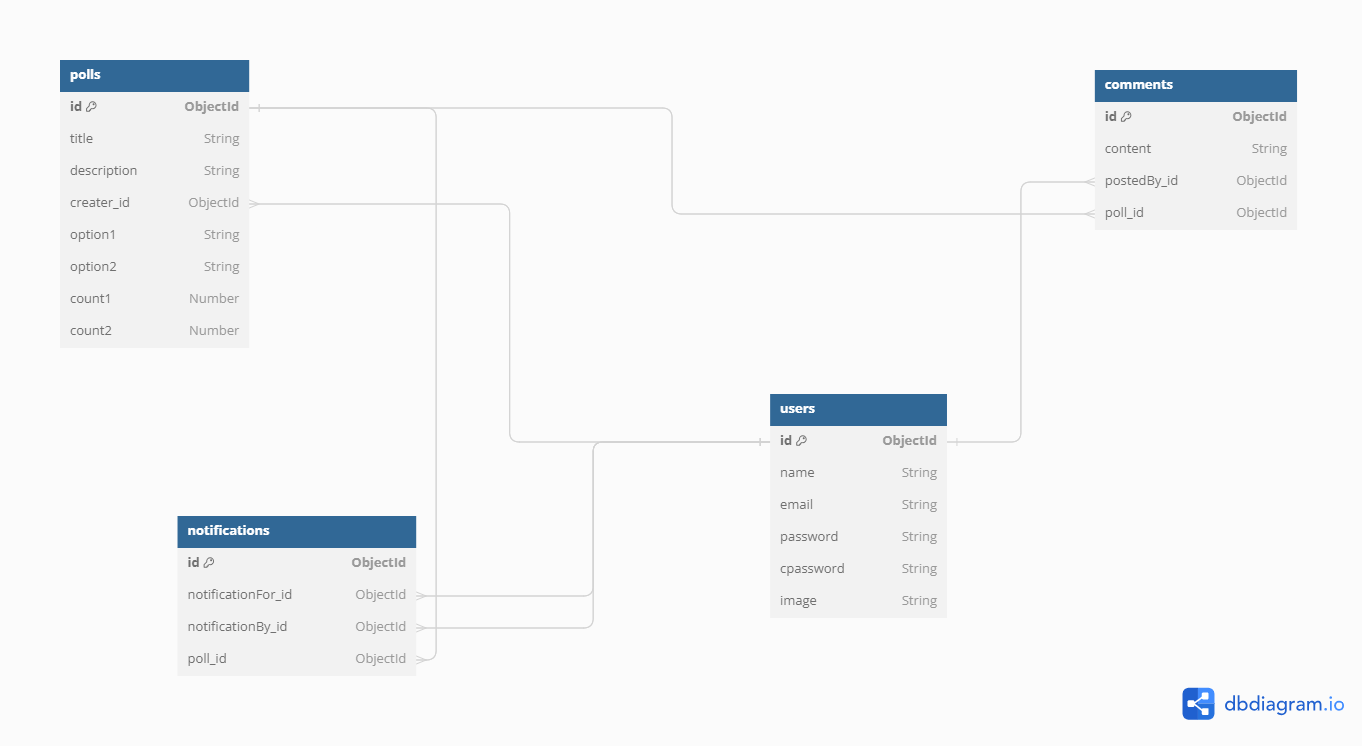 polls
id ObjectId
title String
description String
creater_id ObjectId
option1 String
option2 String
count1 Number
count2 Number
comments
id ObjectId
content String
postedBy_id ObjectId
poll_id ObjectId
users
id ObjectId
name String
email String
password String
cpassword String
image String
notifications
id ObjectId
notificationFor_id ObjectId
notificationBy_id ObjectId
poll_id ObjectId
dbdiagram.io